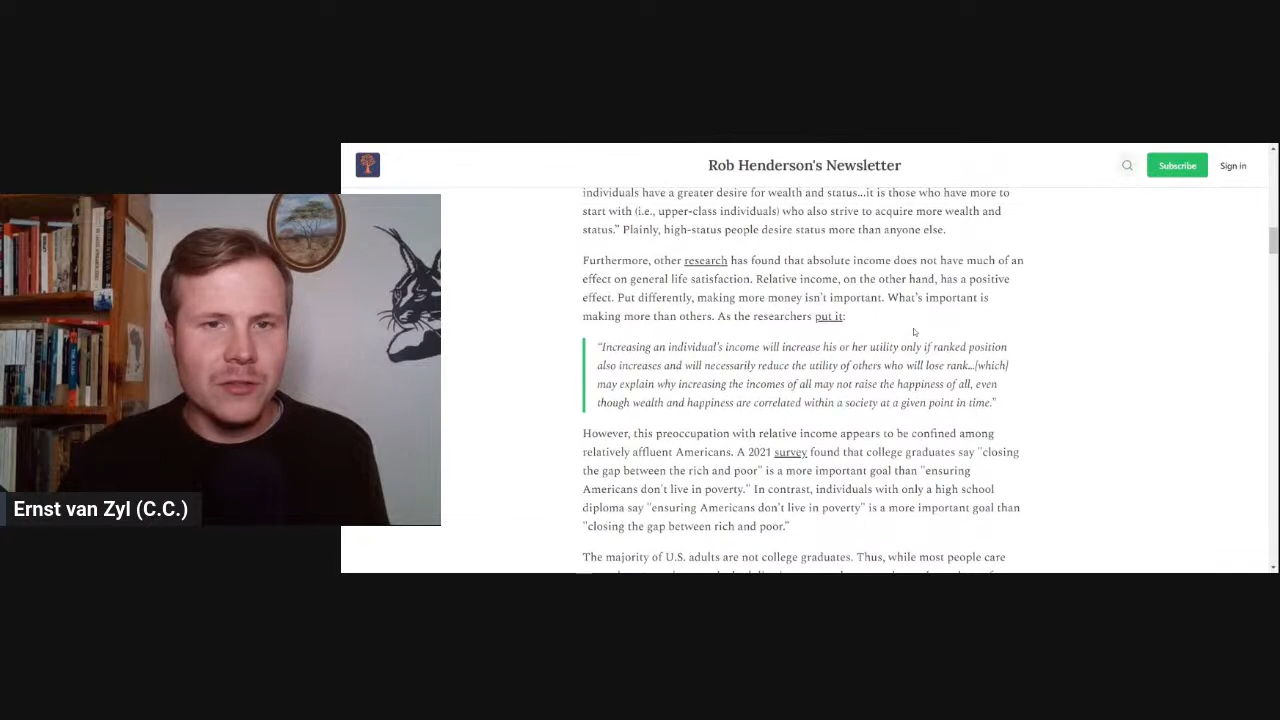 Rob Henderson's Newsletter
Subscribe
Sign in
individuals have a greater desire for wealth and status...it is those who have more to
start with (i.e., upper-class individuals) who also strive to acquire more wealth and
status.” Plainly, high-status people desire status more than anyone else.
Furthermore, other research has found that absolute income does not have much of an
effect on general life satisfaction. Relative income, on the other hand, has a positive
effect. Put differently, making more money isn't important. What’s important is
making more than others. As the researchers put it:
“Increasing an individual’s income will increase his or her utility only if ranked position
also increases and will necessarily reduce the utility of others who will lose rank...[which]
may explain why increasing the incomes of all may not raise the happiness of all, even
though wealth and happiness are correlated within a society at a given point in time.”
However, this preoccupation with relative income appears to be confined among
relatively affluent Americans. A 2021 survey found that college graduates say "closing
the gap between the rich and poor" is a more important goal than "ensuring
Americans don't live in poverty." In contrast, individuals with only a high school
diploma say "ensuring Americans don't live in poverty” is a more important goal than
"closing the gap between rich and poor.”
The majority of U.S. adults are not college graduates. Thus, while most people care
Ernst van Zyl (C.C.)